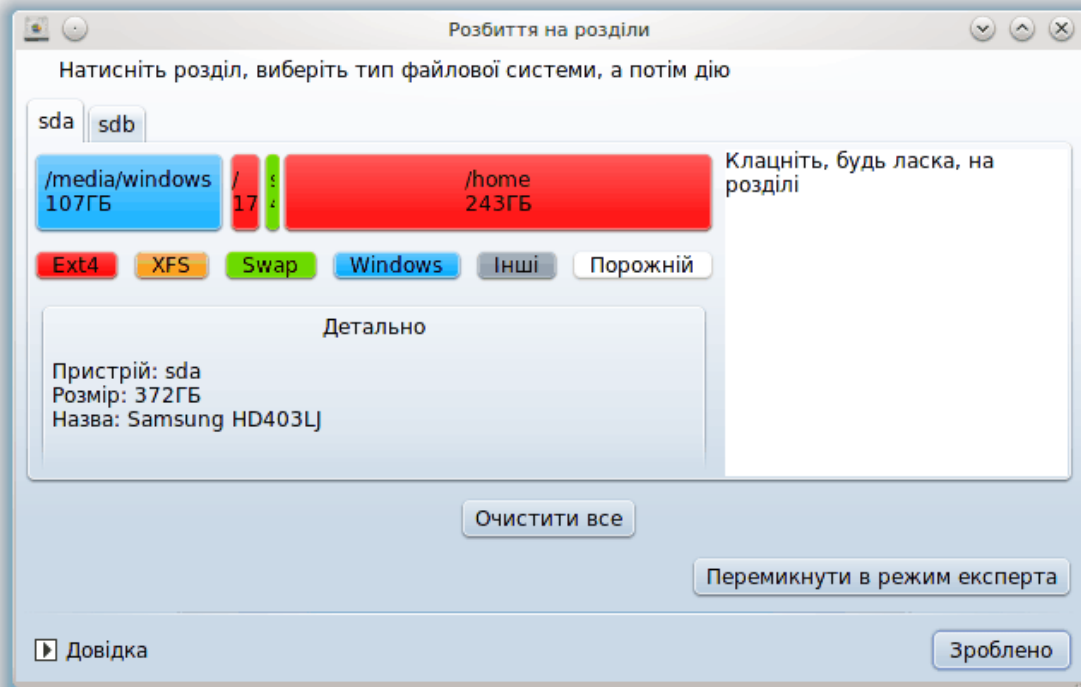 Розбиття на розділи
Натисніть розділ, виберіть тип файлової системи, а потім дію
sda
sdb
/media/windows
107ГБ
/
17
/home
243ГБ
Клацніть, будь ласка, на
розділі
Ext4
XFS
Swap
Windows
Інші
Порожній
Детально
Пристрій: sda
Розмір: 372ГБ
Назва: Samsung HD403LJ
Очистити все
Перемикнути в режим експерта
Довідка
Зроблено